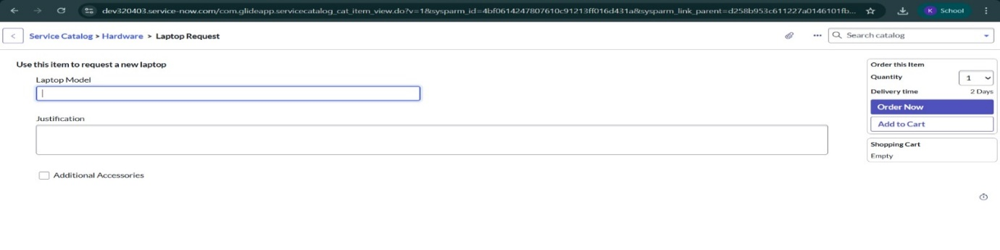 dev320403.service-now.com/com.glideapp.servicecatalog_cat_item_view.do?v=1&sysparm_id=4bf0614247807610c91213ff016d431a&sysparm_link_parent=d258b953c611227a0146101fb...
K School
< Service Catalog > Hardware > Laptop Request
Search catalog
Use this item to request a new laptop
Laptop Model
Justification
Additional Accessories
Order this Item
Quantity 1
Delivery time 2 Days
Order Now
Add to Cart
Shopping Cart
Empty